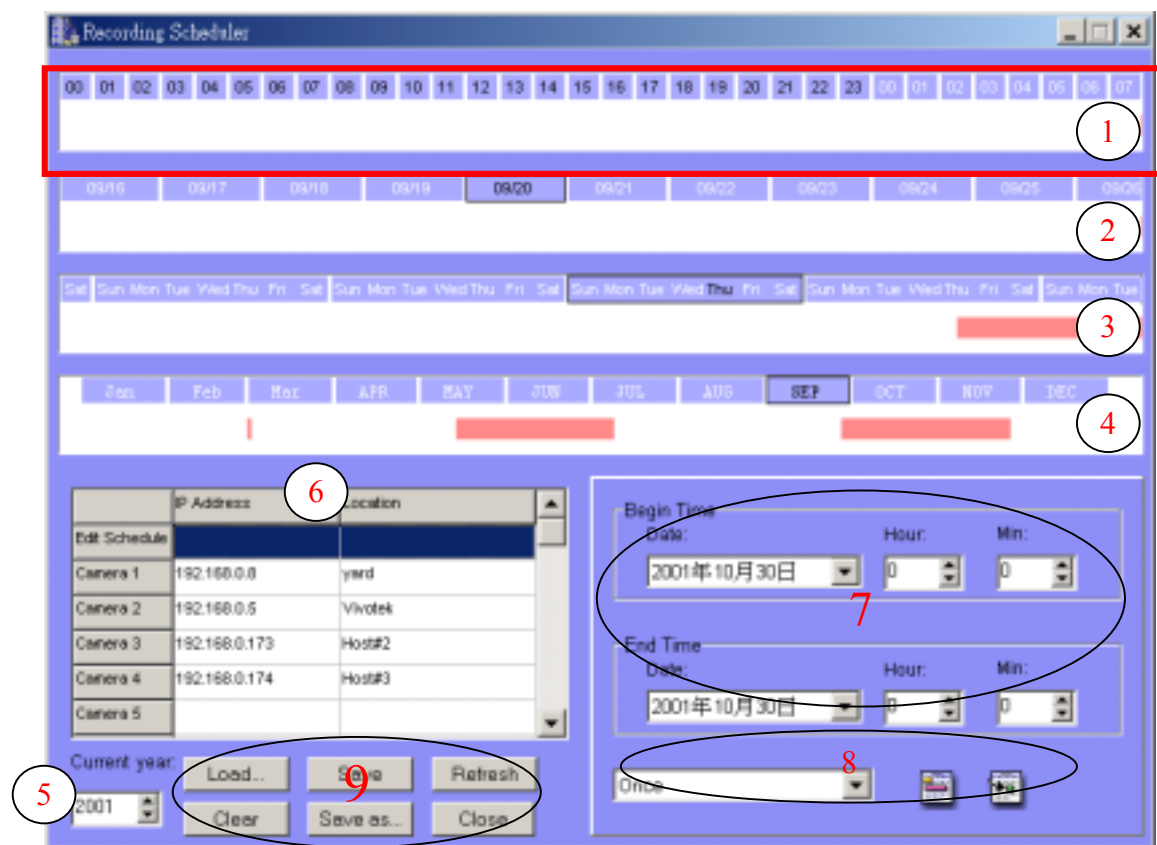 Recording Scheduler
00 01 02 03 04 05 06 07 08 09 10 11 12 13 14 15 16 17 18 19 20 21 22 23 00 01 02 03 04 05 06 07
1
09/16 09/17 09/18 09/19 09/20 09/21 09/22 09/23 09/24 09/25 09/26
2
Sat Sun Mon Tue Wed Thu Fri Sat Sun Mon Tue Wed Thu Fri Sat Sun Mon Tue Wed Thu Fri Sat Sun Mon Tue Wed Thu Fri Sat Sun Mon Tue
3
Jan Feb Mar APR MAY JUN JUL AUG SEP OCT NOV DEC
4
IP Address 6 Location
Edit Schedule
Camera 1 192.168.0.8 yard
Camera 2 192.168.0.5 Vivotek
Camera 3 192.168.0.173 Host#2
Camera 4 192.168.0.174 Host#3
Camera 5
Begin Time
Date: Hour: Min:
2001年10月30日 0 0
7
End Time
Date: Hour: Min:
2001年10月30日 0 0
Current year:
5 2001
Load... Save Refresh
9
Clear Save as... Close
8
Once